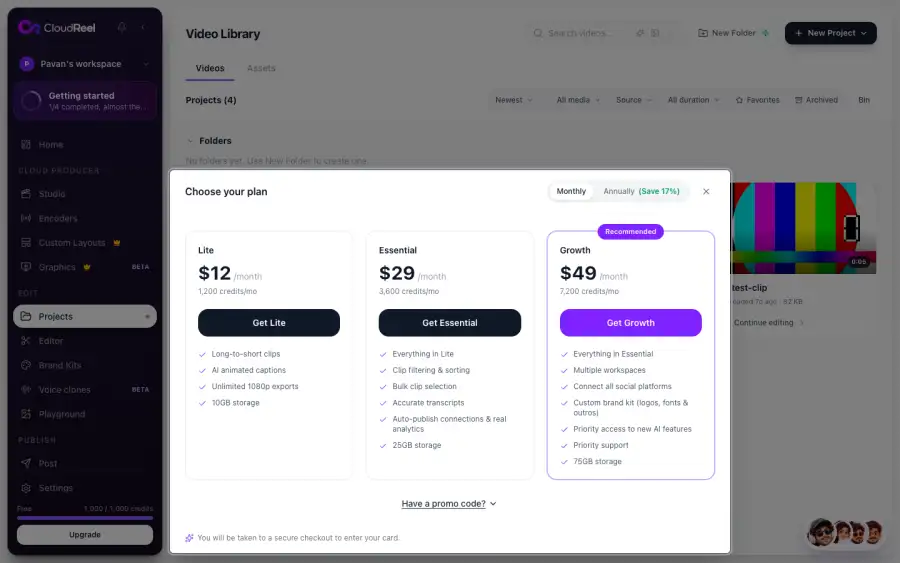 CloudReel
P Pavan's workspace
Getting started
1/4 completed, almost the...
Home
CLOUD PRODUCER
Studio
Encoders
Custom Layouts
Graphics BETA
EDIT
Projects
Editor
Brand Kits
Voice clones BETA
Playground
PUBLISH
Post
Settings
Free 1,000 / 1,000 credits
Upgrade
Video Library
Search videos...
New Folder
+ New Project
Videos Assets
Projects (4)
Newest All media Source All duration Favorites Archived Bin
Folders
No folders yet. Use New Folder to create one.
Choose your plan
Monthly Annually (Save 17%)
Lite
$12 /month
1,200 credits/mo
Get Lite
Long-to-short clips
AI animated captions
Unlimited 1080p exports
10GB storage
Essential
$29 /month
3,600 credits/mo
Get Essential
Everything in Lite
Clip filtering & sorting
Bulk clip selection
Accurate transcripts
Auto-publish connections & real
analytics
25GB storage
Recommended
Growth
$49 /month
7,200 credits/mo
Get Growth
Everything in Essential
Multiple workspaces
Connect all social platforms
Custom brand kit (logos, fonts &
outros)
Priority access to new AI features
Priority support
75GB storage
Have a promo code?
You will be taken to a secure checkout to enter your card.
test-clip
Continue editing